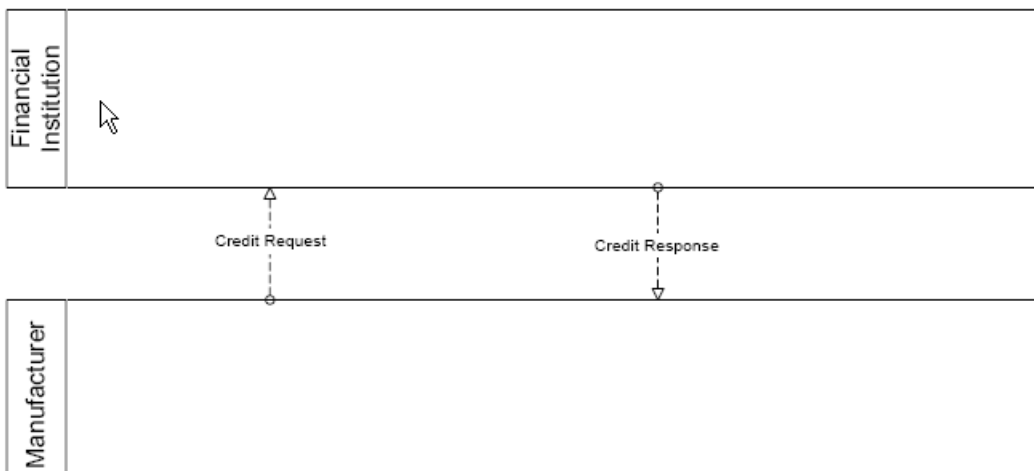 Financial
Institution
Credit Request
Credit Response
Manufacturer